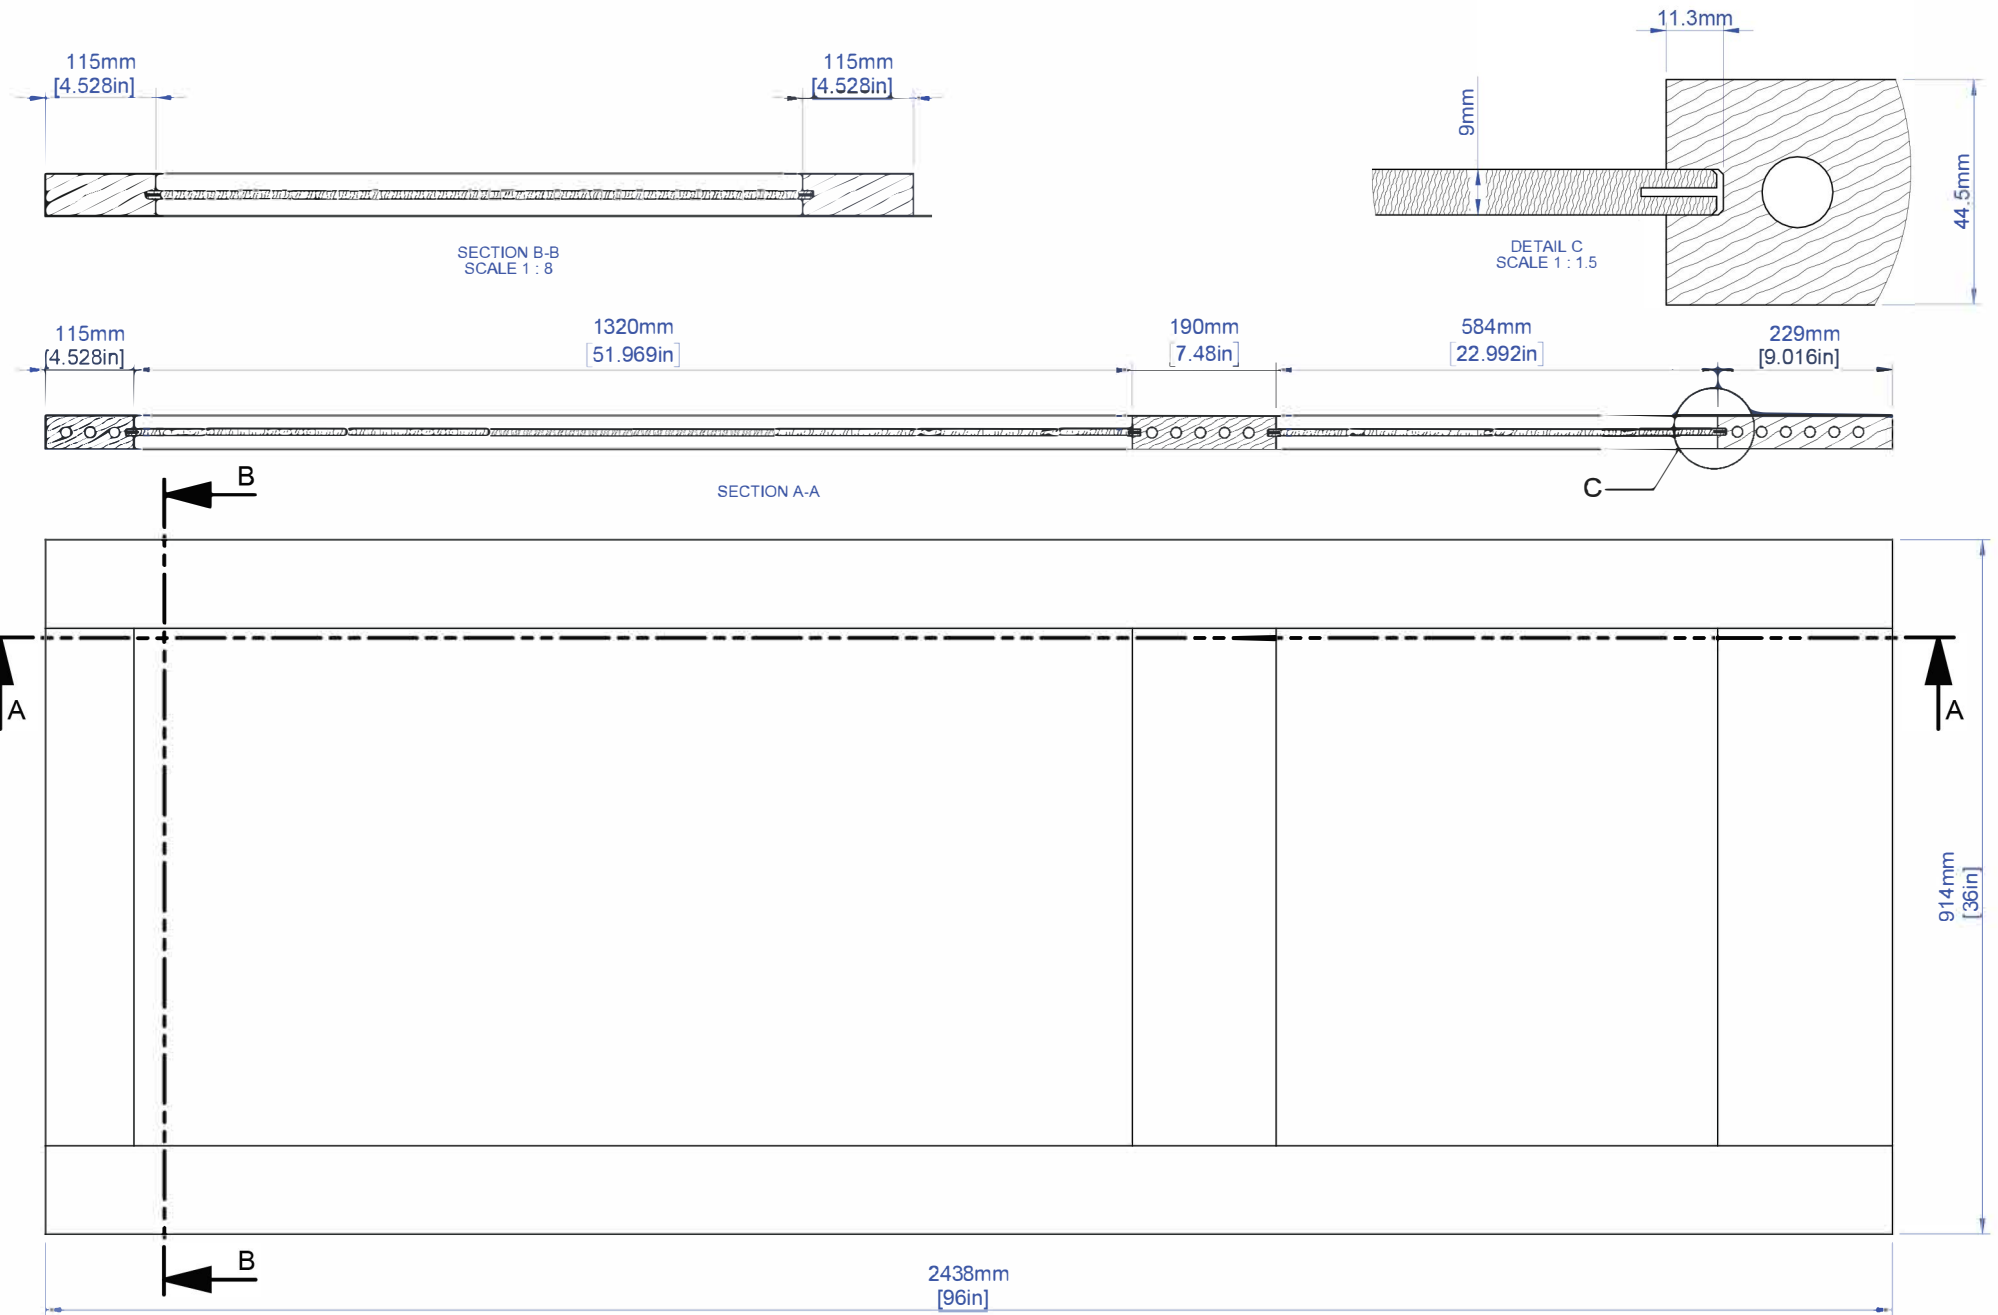 11.3mm
115mm
[4.528in]
115mm
[4.528in]
9mm
44.5mm
SECTION B-B
SCALE 1 : 8
DETAIL C
SCALE 1 : 1.5
115mm
[4.528in]
1320mm
[51.969in]
190mm
[7.48in]
584mm
[22.992in]
229mm
[9.016in]
B
SECTION A-A
C
A
A
914mm
[36in]
B
2438mm
[96in]